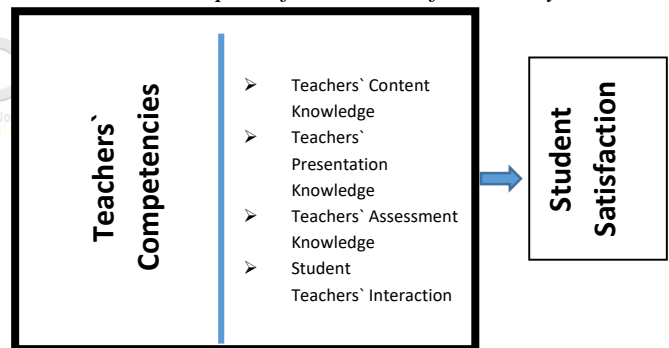 Teachers`
Competencies
➢ Teachers` Content
Knowledge
➢ Teachers`
Presentation
Knowledge
➢ Teachers` Assessment
Knowledge
➢ Student
Teachers` Interaction
Student
Satisfaction